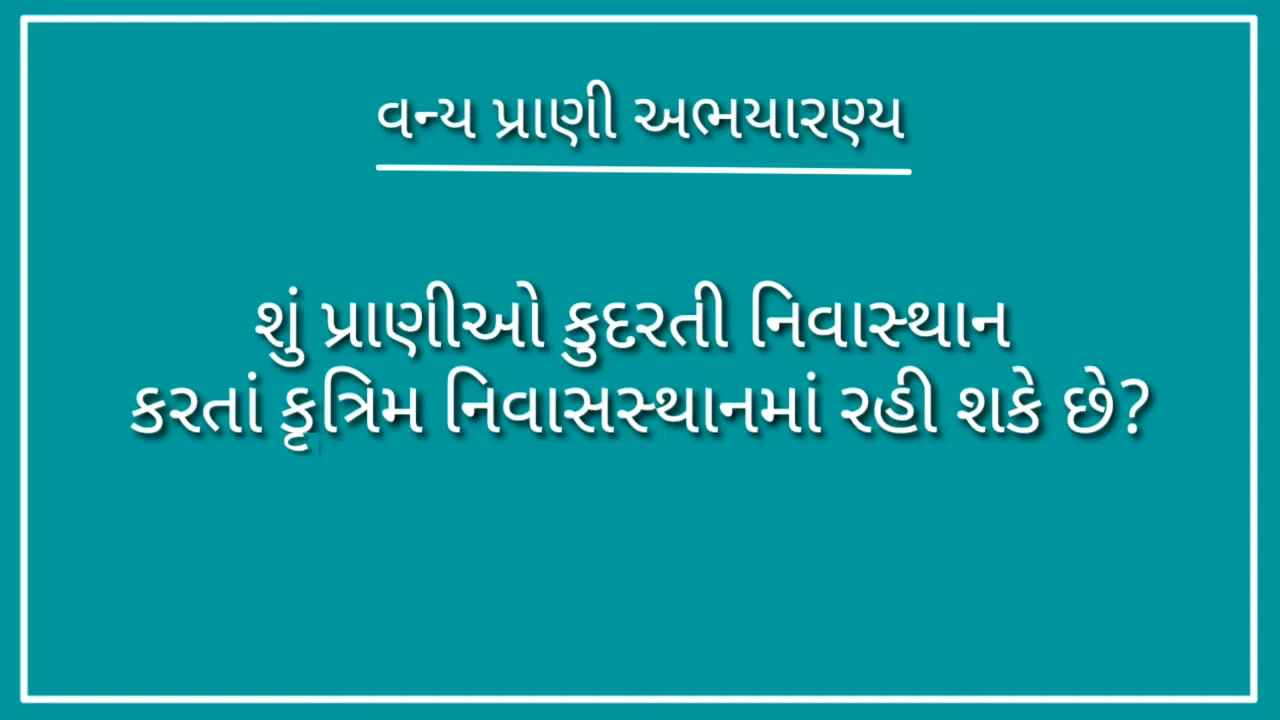 વન્ય પ્રાણી અભયારણ્ય
શું પ્રાણીઓ કુદરતી નિવાસ્થાન
કરતાં કૃત્રિમ નિવાસસ્થાનમાં રહી શકે છે?